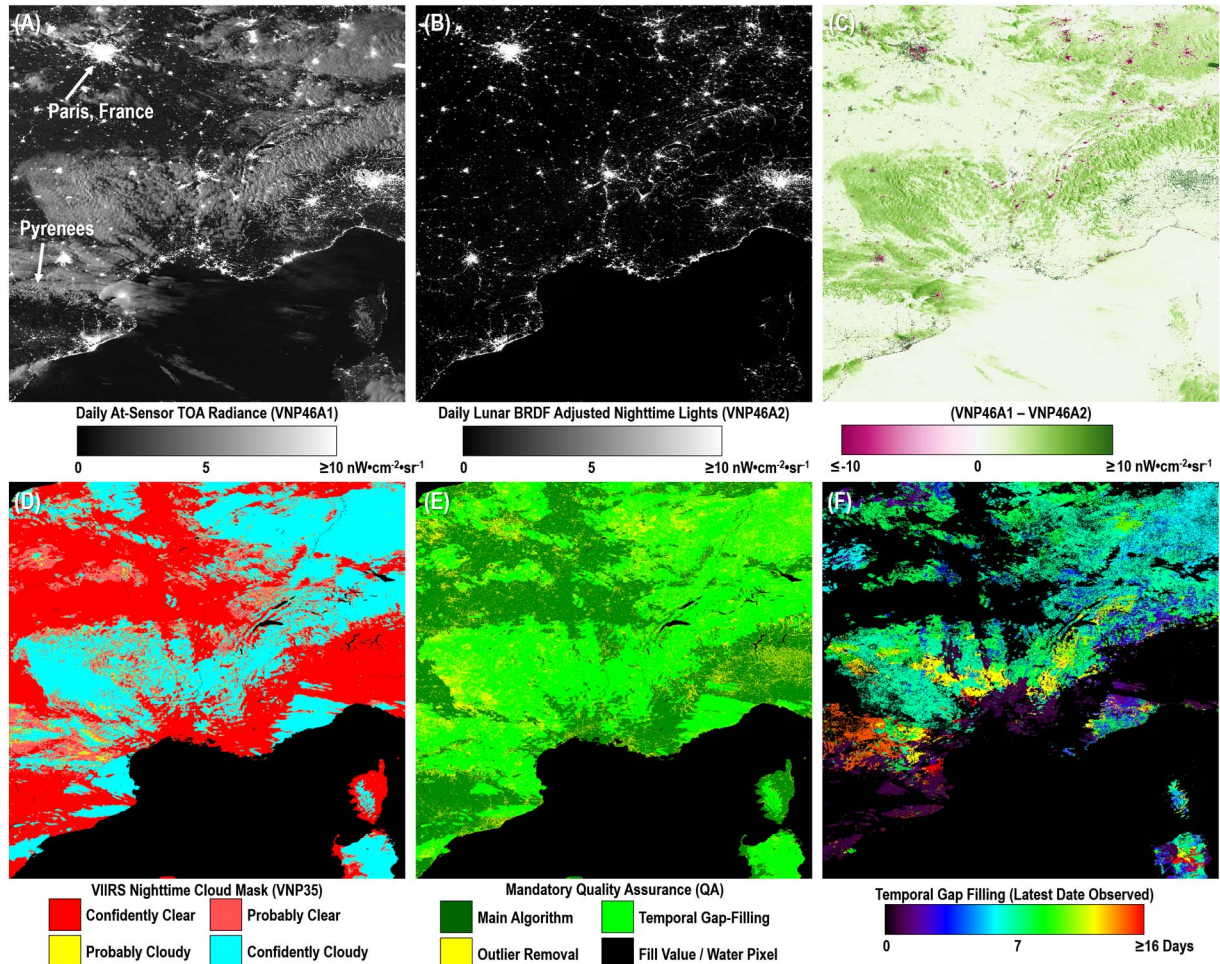 (A)
Paris, France
Pyrenees
(B)
(C)
Daily At-Sensor TOA Radiance (VNP46A1)
0 5 ≥10 nW•cm⁻²•sr⁻¹
Daily Lunar BRDF Adjusted Nighttime Lights (VNP46A2)
0 5 ≥10 nW•cm⁻²•sr⁻¹
(VNP46A1 – VNP46A2)
≤-10 0 ≥10 nW•cm⁻²•sr⁻¹
(D)
(E)
(F)
VIIRS Nighttime Cloud Mask (VNP35)
Confidently Clear Probably Clear
Probably Cloudy Confidently Cloudy
Mandatory Quality Assurance (QA)
Main Algorithm Temporal Gap-Filling
Outlier Removal Fill Value / Water Pixel
Temporal Gap Filling (Latest Date Observed)
0 7 ≥16 Days